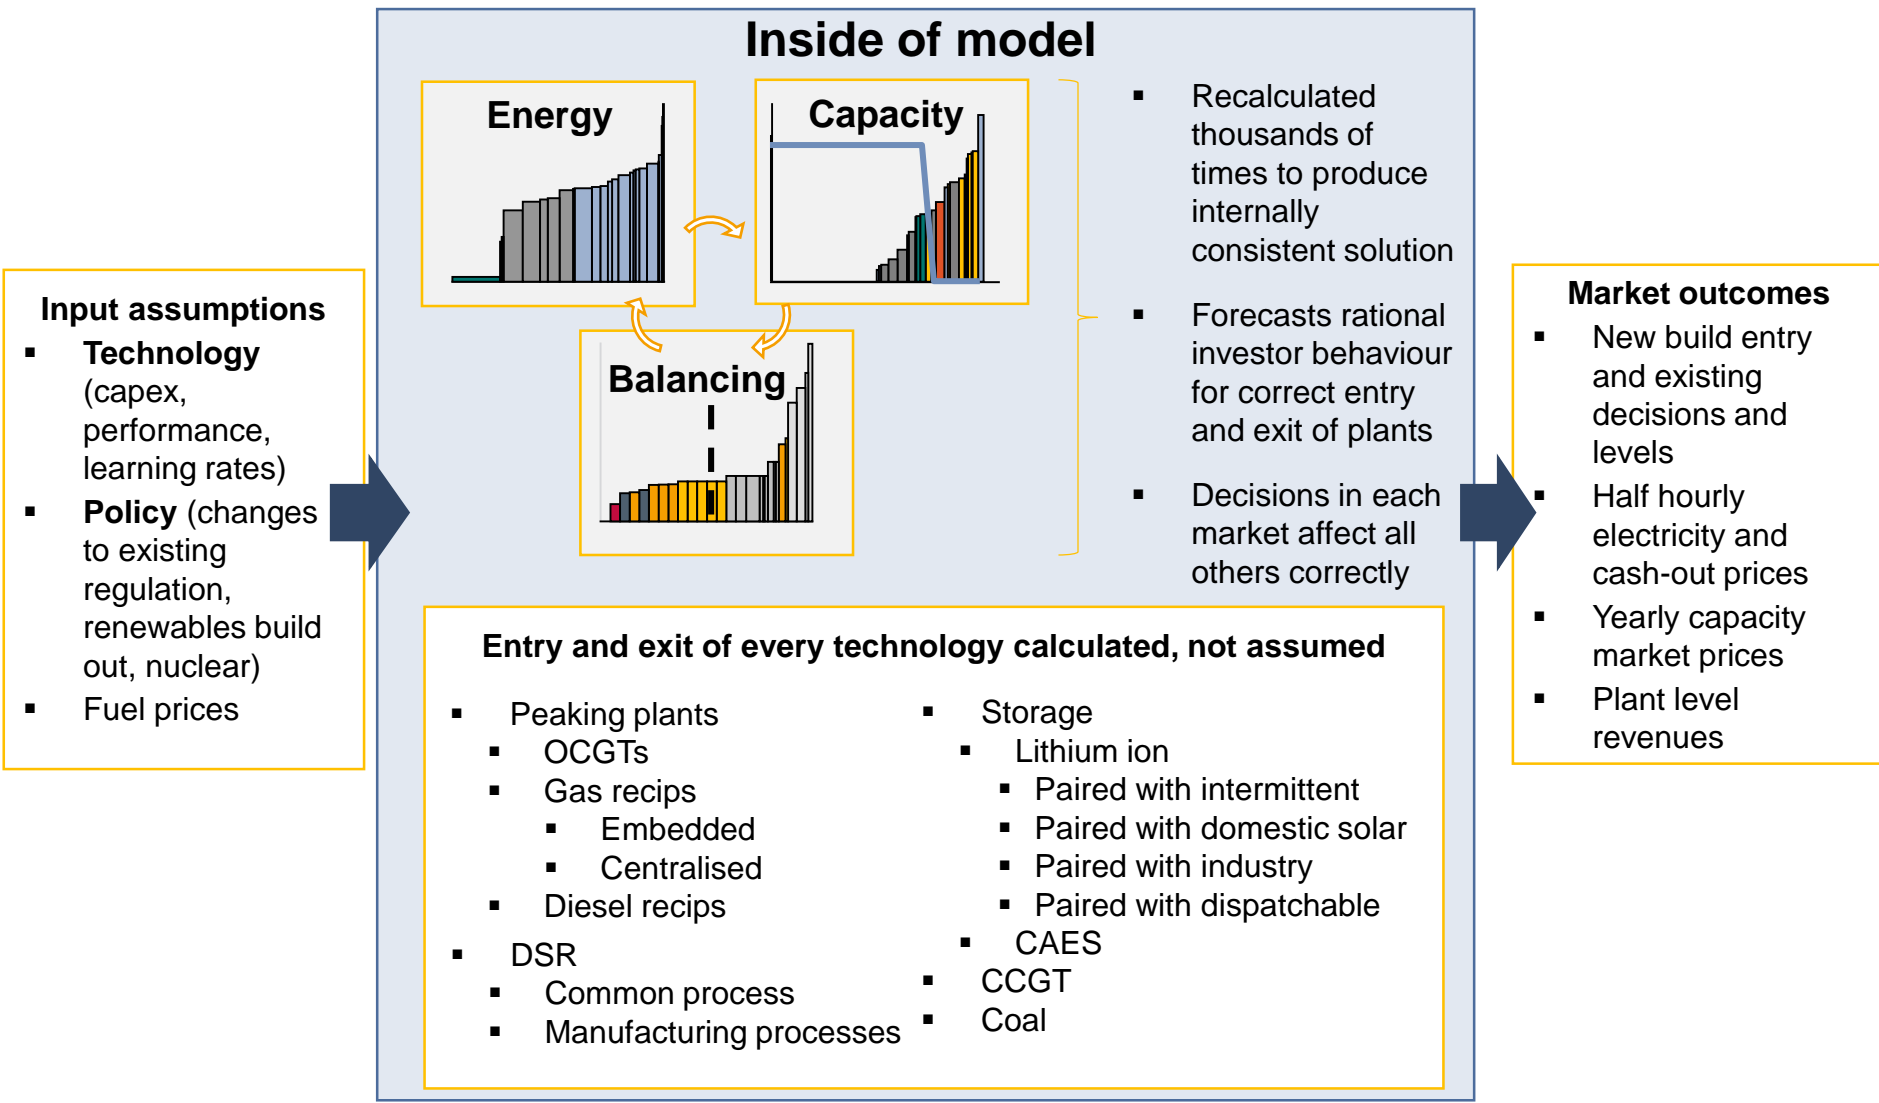 Inside of model
Energy
Capacity
Balancing
▪ Recalculated
thousands of
times to produce
internally
consistent solution
▪ Forecasts rational
investor behaviour
for correct entry
and exit of plants
▪ Decisions in each
market affect all
others correctly
Input assumptions
▪ Technology
(capex,
performance,
learning rates)
▪ Policy (changes
to existing
regulation,
renewables build
out, nuclear)
▪ Fuel prices
Entry and exit of every technology calculated, not assumed
▪ Peaking plants
▪ OCGTs
▪ Gas recips
▪ Embedded
▪ Centralised
▪ Diesel recips
▪ DSR
▪ Common process
▪ Manufacturing processes
▪ Storage
▪ Lithium ion
▪ Paired with intermittent
▪ Paired with domestic solar
▪ Paired with industry
▪ Paired with dispatchable
▪ CAES
▪ CCGT
▪ Coal
Market outcomes
▪ New build entry
and existing
decisions and
levels
▪ Half hourly
electricity and
cash-out prices
▪ Yearly capacity
market prices
▪ Plant level
revenues